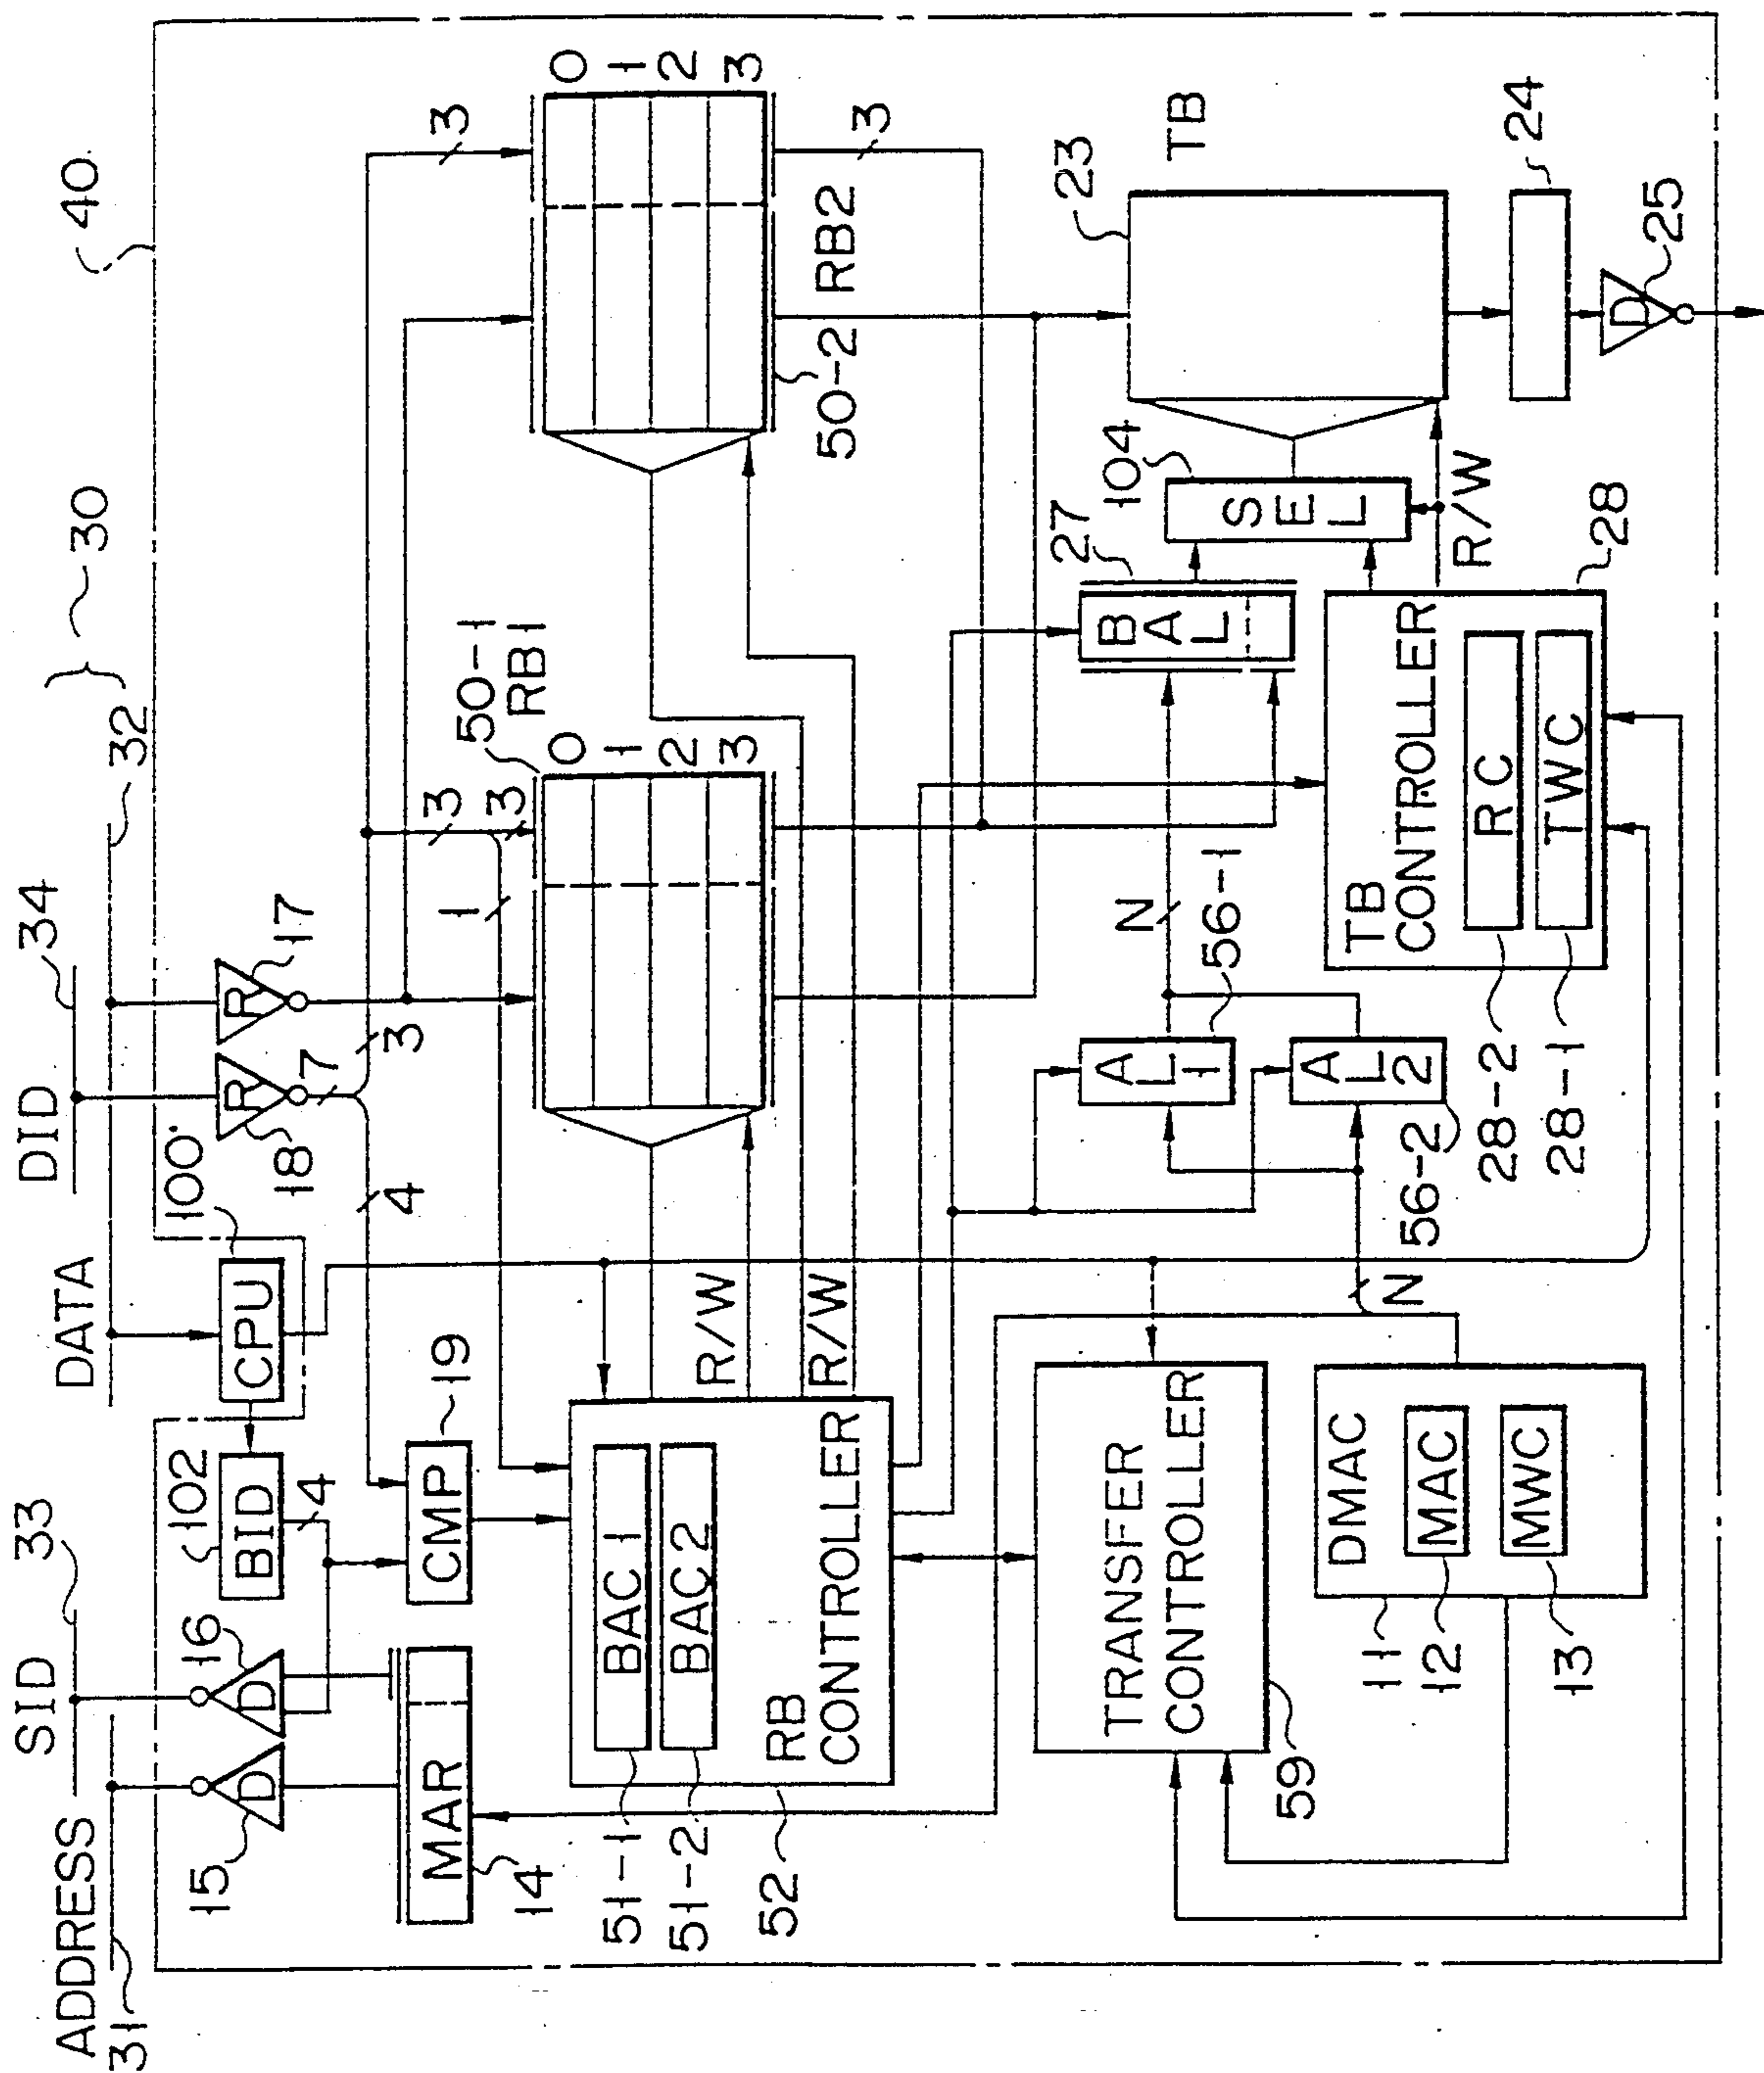 ADDRESS
31
SID
33
DATA
DID
34
32
30
40
15
D
16
D
102
BID
4
100
CPU
18
R
7
R
17
3
4
MAR
14
CMP
19
1
3
3
3
50-1
RB1
0
1
2
3
0
1
2
3
RB2
50-2
3
51-1
BAC1
51-2
BAC2
52
RB
CONTROLLER
R/W
R/W
TRANSFER
CONTROLLER
59
11
DMAC
12
MAC
13
MWC
N
AL1
56-1
AL2
56-2
N
BAL
27
SEL
104
23
TB
24
D
25
TB
CONTROLLER
28
R/W
28-2
RC
28-1
TWC